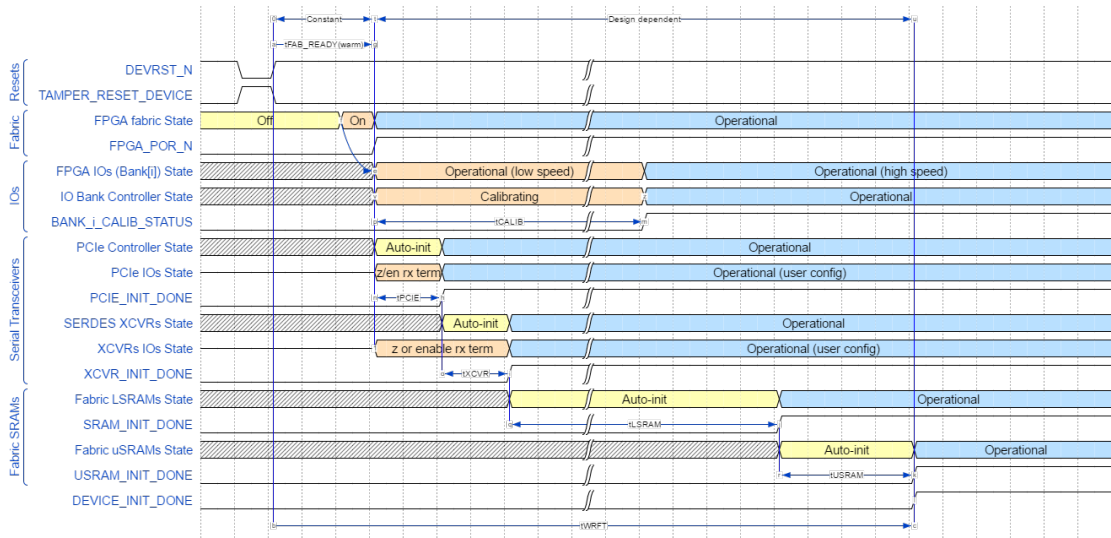 Constant Design dependent
tFAB_READY(warm)
Resets
DEVRST_N
TAMPER_RESET_DEVICE
Fabric
FPGA fabric State Off On Operational
FPGA_POR_N
IOs
FPGA IOs (Bank[i]) State Operational (low speed) Operational (high speed)
IO Bank Controller State Calibrating Operational
BANK_i_CALIB_STATUS tCALIB
Serial Transceivers
PCIe Controller State Auto-init Operational
PCIe IOs State z/en rx term Operational (user config)
PCIE_INIT_DONE tPCIE
SERDES XCVRs State Auto-init Operational
XCVRs IOs State z or enable rx term Operational (user config)
XCVR_INIT_DONE tXCVR
Fabric SRAMs
Fabric LSRAMs State Auto-init Operational
SRAM_INIT_DONE tLSRAM
Fabric uSRAMs State Auto-init Operational
USRAM_INIT_DONE tUSRAM
DEVICE_INIT_DONE
tWRFT